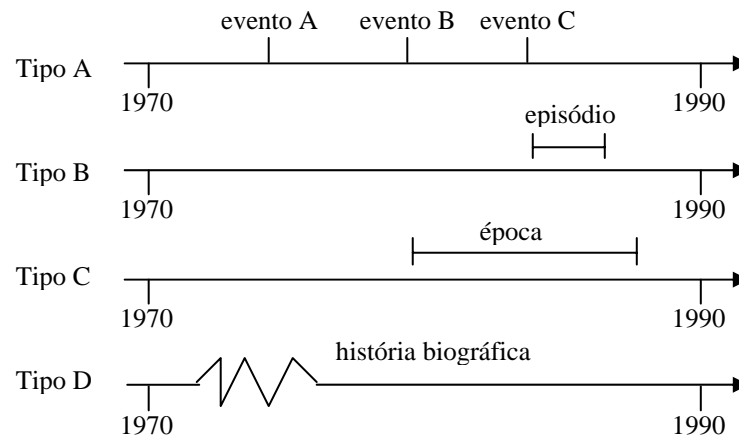 evento A evento B evento C
Tipo A
1970 1990
episódio
Tipo B
1970 1990
época
Tipo C
1970 1990
história biográfica
Tipo D
1970 1990